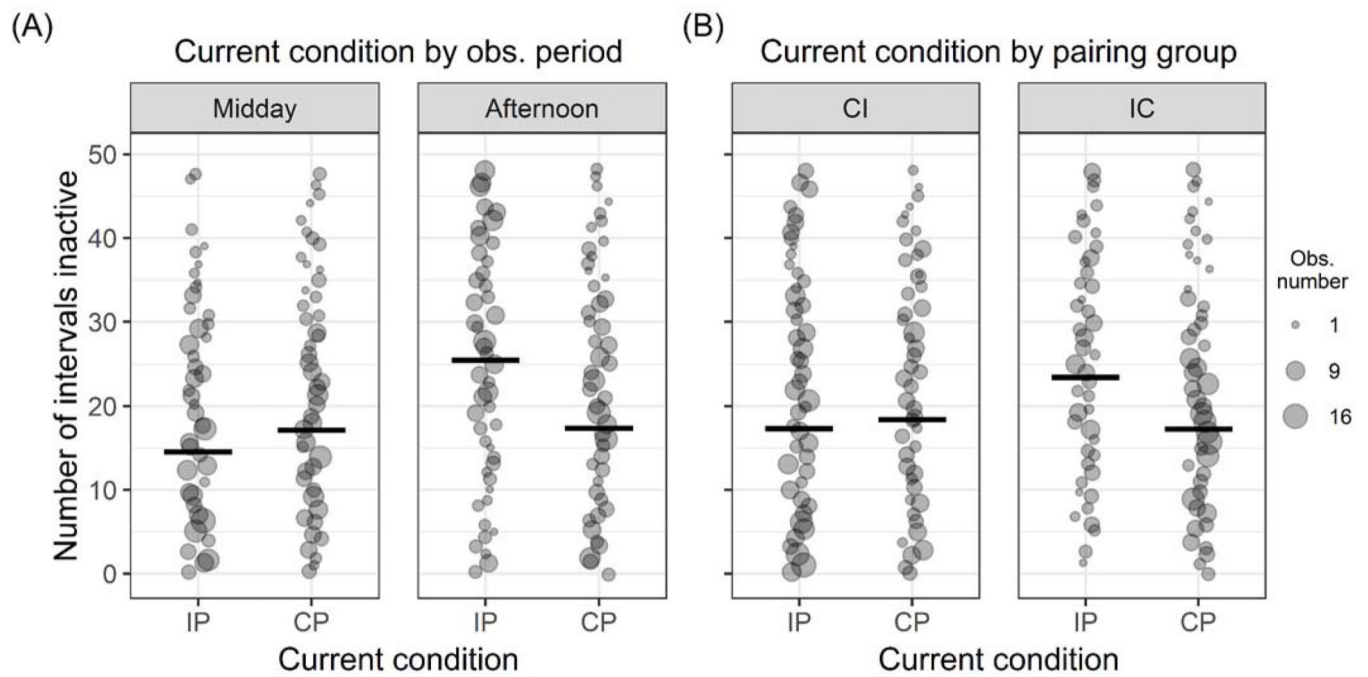 (A)
Current condition by obs. period
Midday
Afternoon
Number of intervals inactive
50
40
30
20
10
0
IP
CP
IP
CP
Current condition
(B)
Current condition by pairing group
CI
IC
IP
CP
IP
CP
Current condition
Obs.
number
1
9
16